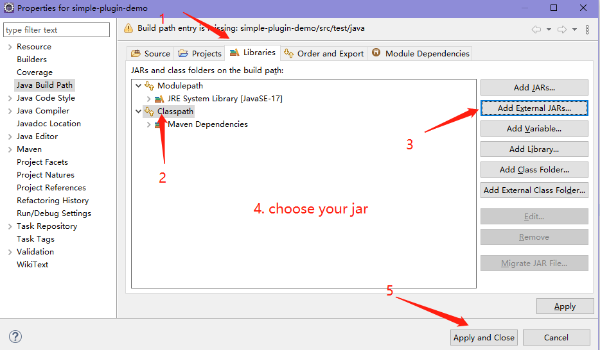 Properties for simple-plugin-demo
1
type filter text
Build path entry is missing: simple-plugin-demo/src/test/java
Resource
Builders
Coverage
Java Build Path
Java Code Style
Java Compiler
Javadoc Location
Java Editor
Maven
Project Facets
Project Natures
Project References
Refactoring History
Run/Debug Settings
Task Repository
Task Tags
Validation
WikiText
Source
Projects
Libraries
Order and Export
Module Dependencies
JARs and class folders on the build path:
Modulepath
JRE System Library [JavaSE-17]
Classpath
Maven Dependencies
2
4. choose your jar
3
Add JARs...
Add External JARs...
Add Variable...
Add Library...
Add Class Folder...
Add External Class Folder...
Edit...
Remove
Migrate JAR File...
Apply
5
?
Apply and Close
Cancel